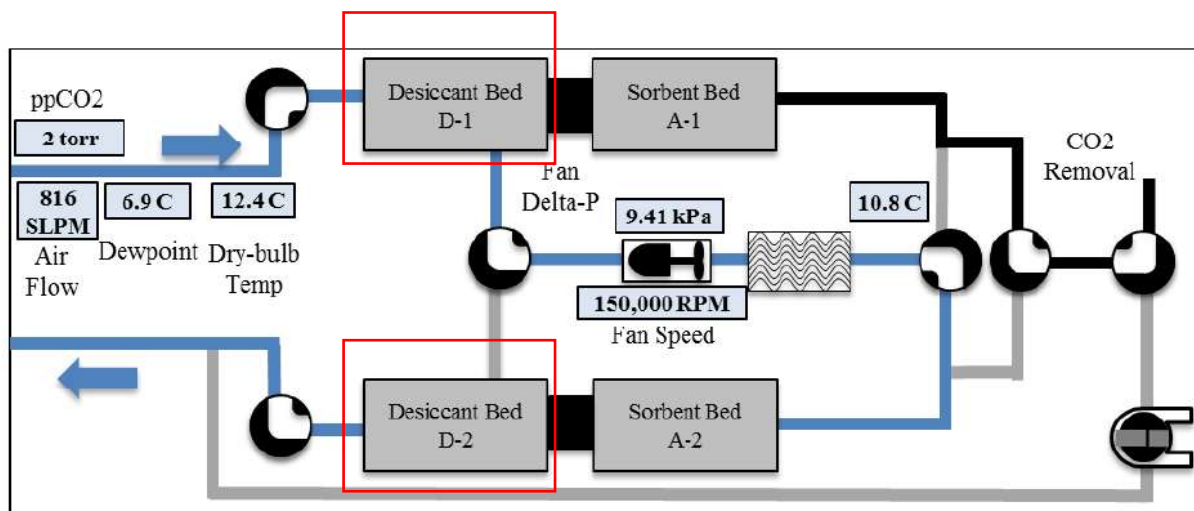 ppCO2
2 torr
816
SLPM
Air
Flow
6.9 C
Dewpoint
12.4 C
Dry-bulb
Temp
Desiccant Bed
D-1
Sorbent Bed
A-1
Fan
Delta-P
9.41 kPa
150,000 RPM
Fan Speed
10.8 C
CO2
Removal
Desiccant Bed
D-2
Sorbent Bed
A-2